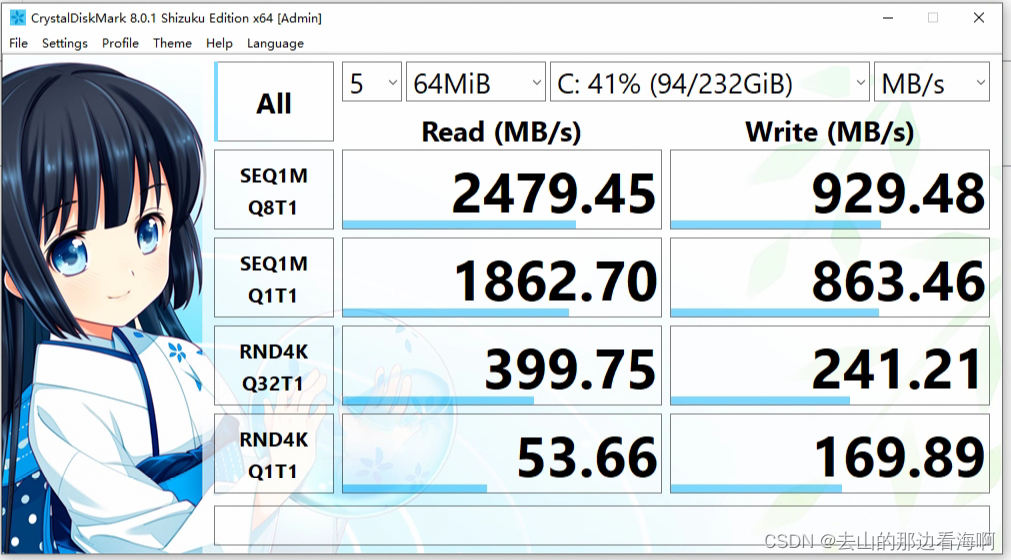 CrystalDiskMark 8.0.1 Shizuku Edition x64 [Admin]
File Settings Profile Theme Help Language
All
5 64MiB C: 41% (94/232GiB) MB/s
Read (MB/s) Write (MB/s)
SEQ1M
Q8T1
2479.45 929.48
SEQ1M
Q1T1
1862.70 863.46
RND4K
Q32T1
399.75 241.21
RND4K
Q1T1
53.66 169.89
CSDN @去山的那边看海啊